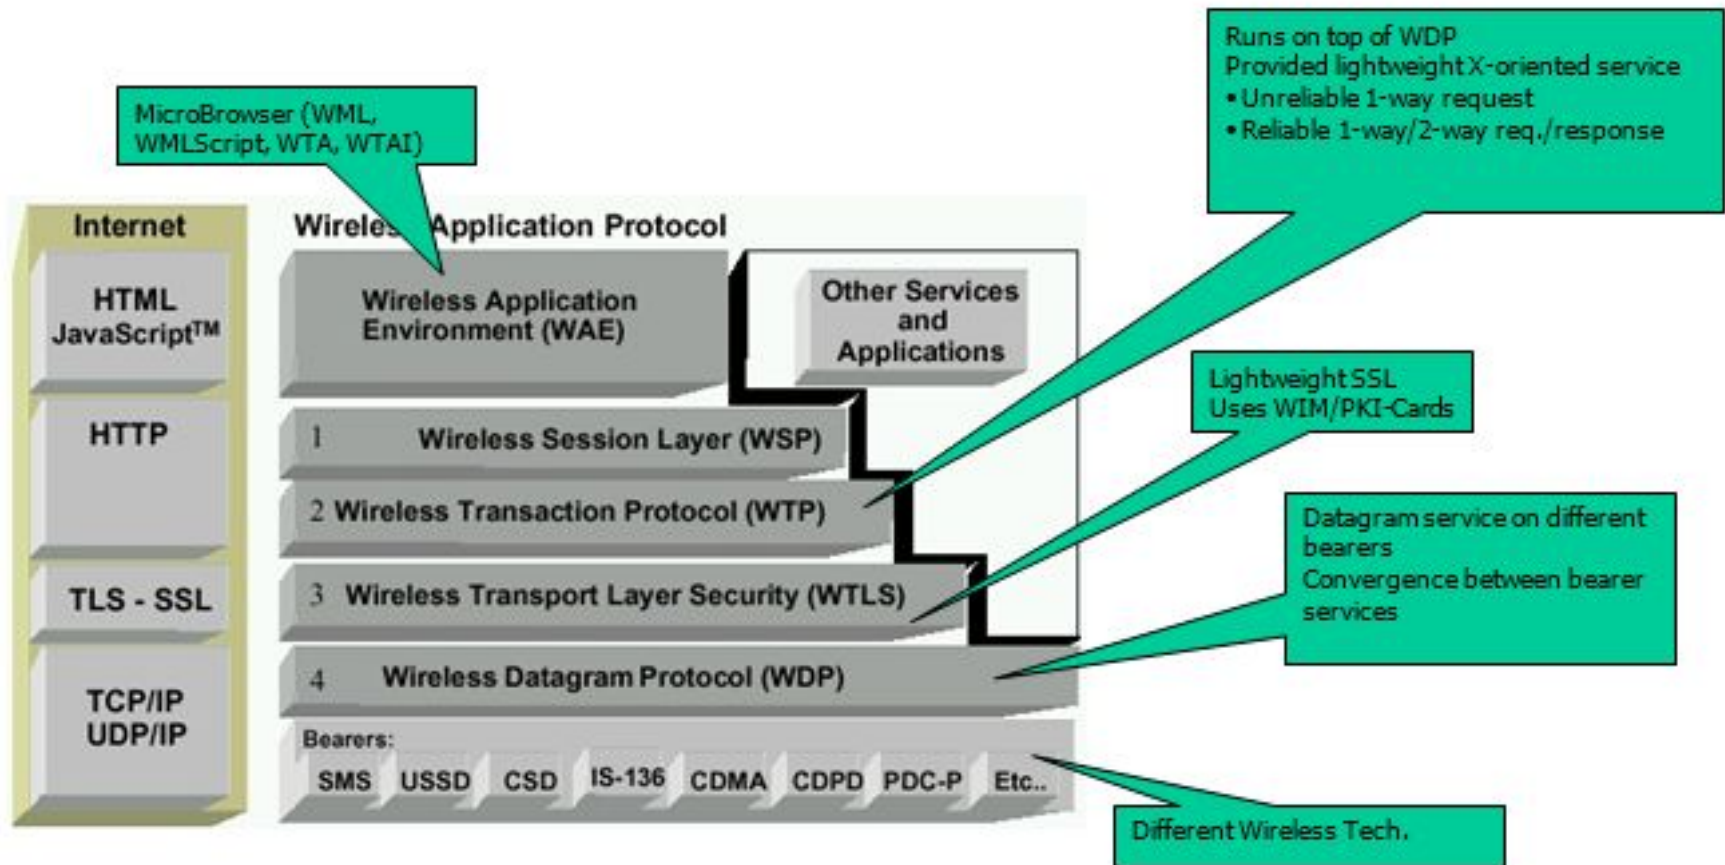 Runs on top of WDP
Provided lightweight X-oriented service
•Unreliable 1-way request
•Reliable 1-way/2-way req./response
MicroBrowser (WML,
WMLScript, WTA, WTAI)
Internet
Wireless Application Protocol
HTML
JavaScript™
HTTP
TLS - SSL
TCP/IP
UDP/IP
Wireless Application
Environment (WAE)
Other Services
and
Applications
1 Wireless Session Layer (WSP)
2 Wireless Transaction Protocol (WTP)
3 Wireless Transport Layer Security (WTLS)
4 Wireless Datagram Protocol (WDP)
Bearers:
SMS USSD CSD IS-136 CDMA CDPD PDC-P Etc..
Lightweight SSL
Uses WIM/PKI-Cards
Datagram service on different
bearers
Convergence between bearer
services
Different Wireless Tech.